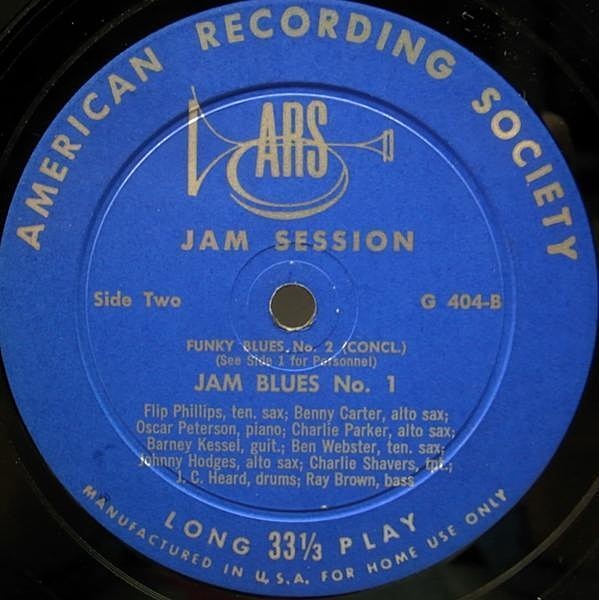 AMERICAN RECORDING SOCIETY
ARS
JAM SESSION
Side Two
G 404-B
FUNKY BLUES No. 2 (CONCL.)
(See Side 1 for Personnel)
JAM BLUES No. 1
Flip Phillips, ten. sax; Benny Carter, alto sax;
Oscar Peterson, piano; Charlie Parker, alto sax;
Barney Kessel, guit.; Ben Webster, ten. sax;
Johnny Hodges, alto sax; Charlie Shavers, tpt.;
J. C. Heard, drums; Ray Brown, bass
LONG 33⅓ PLAY
MANUFACTURED IN U.S.A. FOR HOME USE ONLY